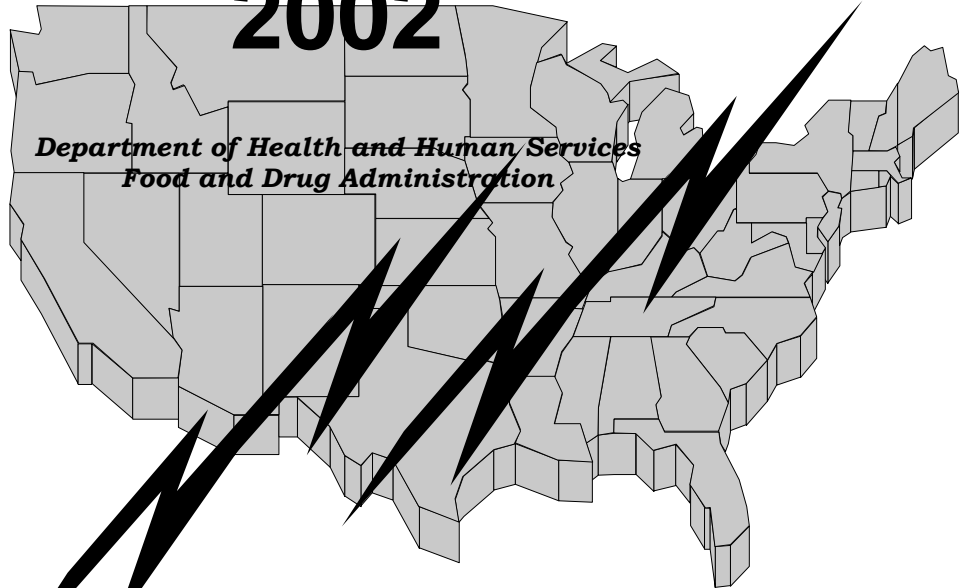 2002
Department of Health and Human Services
Food and Drug Administration